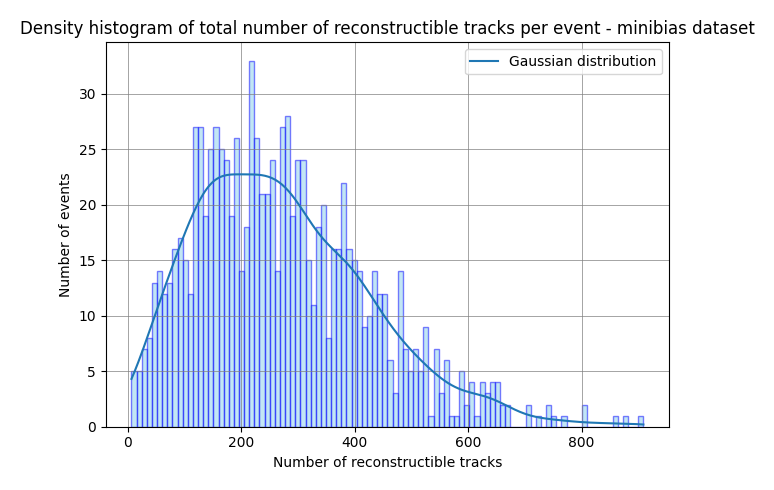 Density histogram of total number of reconstructible tracks per event - minibias dataset
Gaussian distribution
Number of events
30
25
20
15
10
5
0
0 200 400 600 800
Number of reconstructible tracks